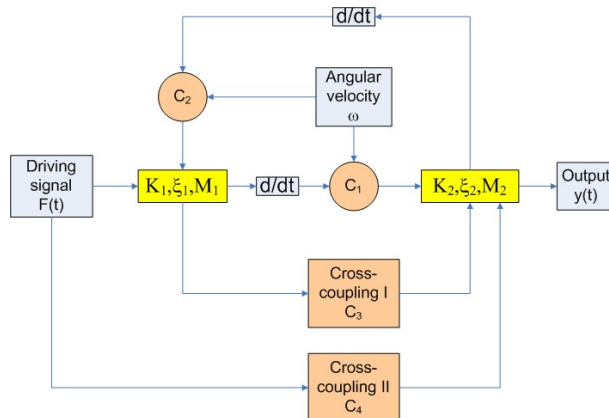 d/dt
Angular
velocity
ω
C₂
Driving
signal
F(t)
K₁,ξ₁,M₁
d/dt
C₁
K₂,ξ₂,M₂
Output
y(t)
Cross-
coupling I
C₃
Cross-
coupling II
C₄